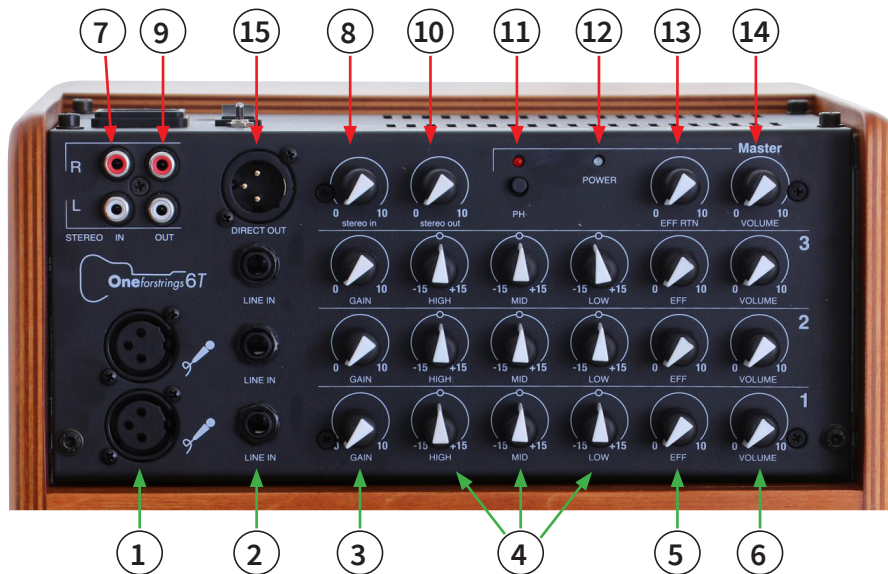 7 9 15 8 10 11 12 13 14
Master
R
L
STEREO IN OUT
DIRECT OUT
0 10 stereo in
0 10 stereo out
PH
POWER
0 10 EFF RTN
0 10 VOLUME
Oneforstrings 6T
LINE IN
0 10 GAIN
-15 +15 HIGH
-15 +15 MID
-15 +15 LOW
0 10 EFF
0 10 VOLUME
3
LINE IN
0 10 GAIN
-15 +15 HIGH
-15 +15 MID
-15 +15 LOW
0 10 EFF
0 10 VOLUME
2
LINE IN
0 10 GAIN
-15 +15 HIGH
-15 +15 MID
-15 +15 LOW
0 10 EFF
0 10 VOLUME
1
1 2 3 4 5 6